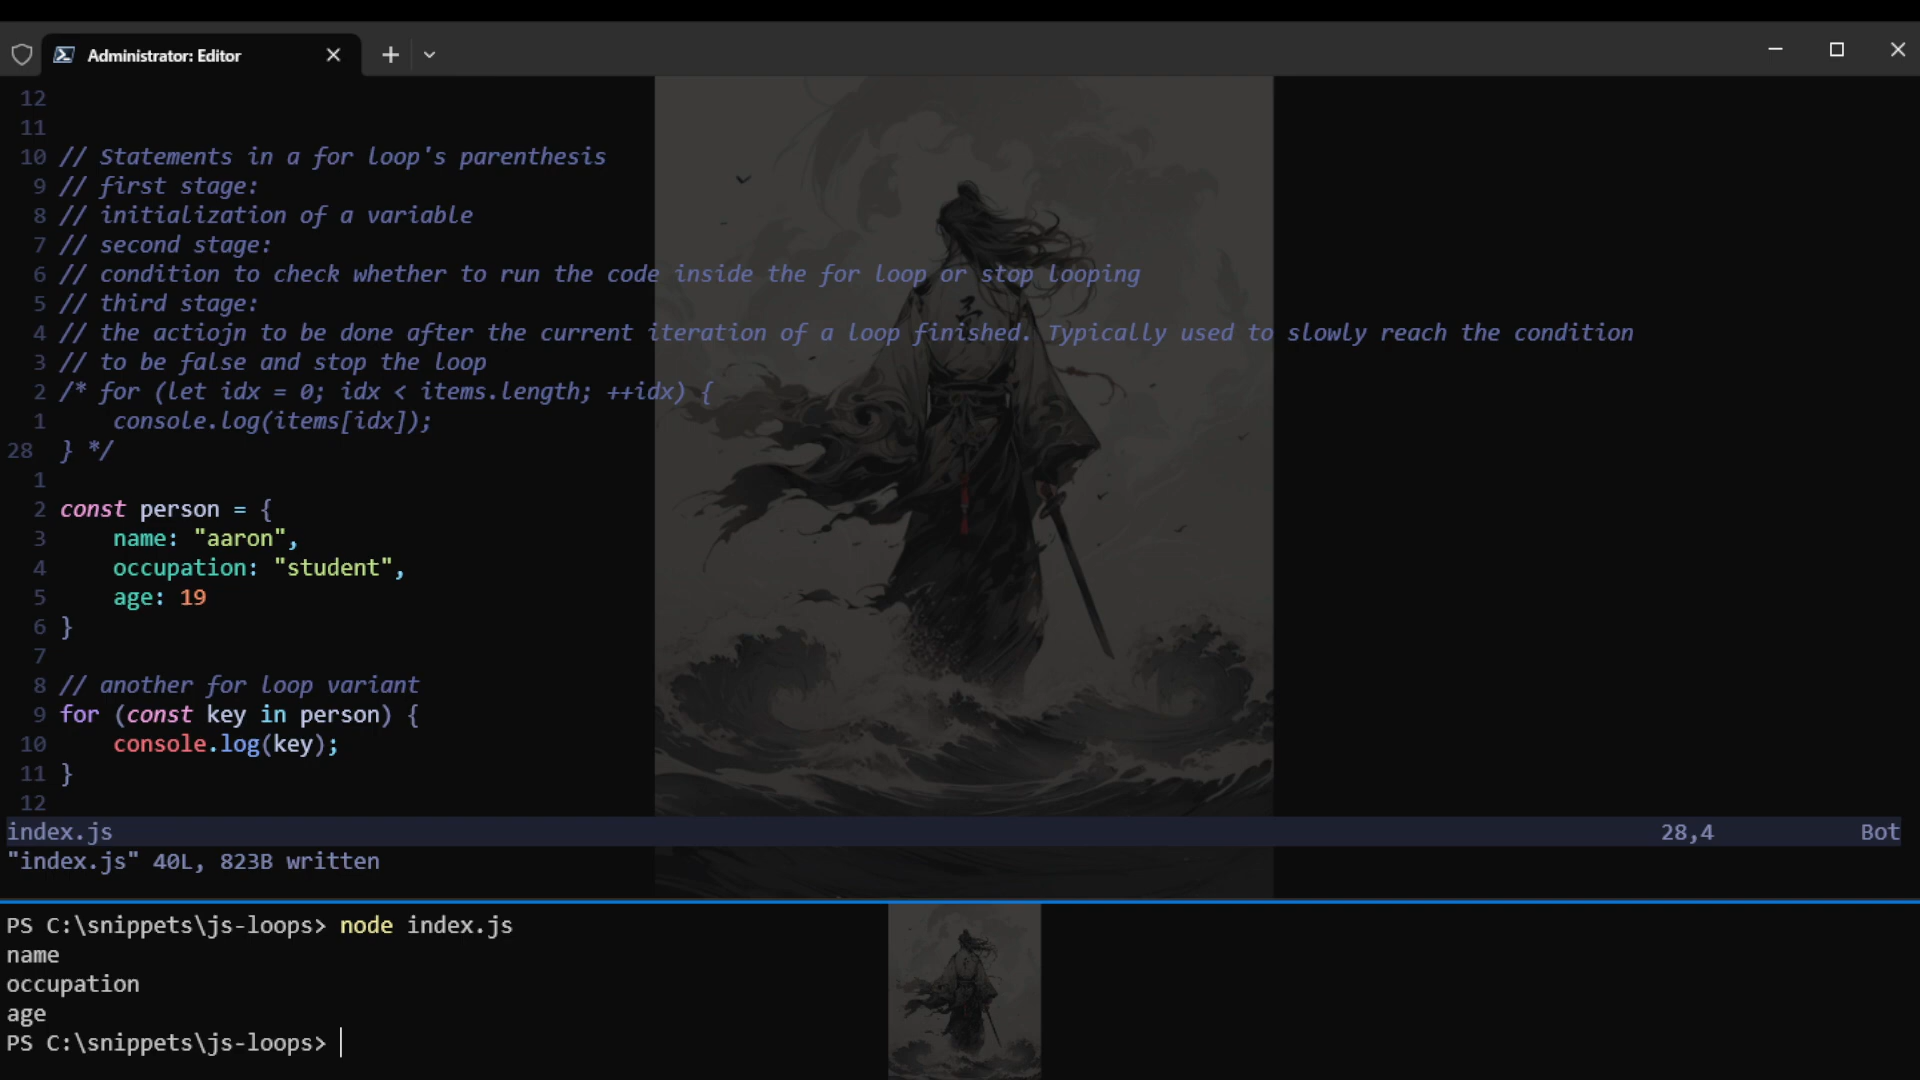 Administrator: Editor
12
11
10 // Statements in a for loop's parenthesis
9 // first stage:
8 // initialization of a variable
7 // second stage:
6 // condition to check whether to run the code inside the for loop or stop looping
5 // third stage:
4 // the actiojn to be done after the current iteration of a loop finished. Typically used to slowly reach the condition
3 // to be false and stop the loop
2 /* for (let idx = 0; idx < items.length; ++idx) {
1     console.log(items[idx]);
28 } */
1
2 const person = {
3     name: "aaron",
4     occupation: "student",
5     age: 19
6 }
7
8 // another for loop variant
9 for (const key in person) {
10     console.log(key);
11 }
12
index.js 28,4 Bot
"index.js" 40L, 823B written
PS C:\snippets\js-loops> node index.js
name
occupation
age
PS C:\snippets\js-loops>